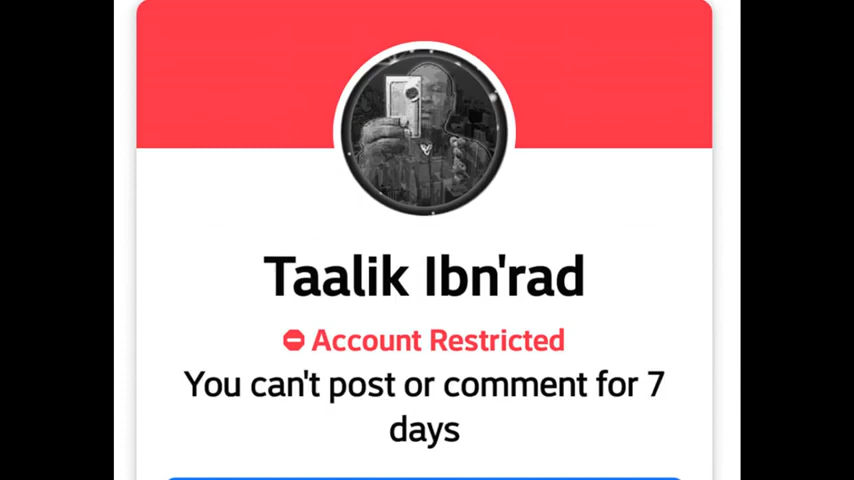 Taalik Ibn'rad
Account Restricted
You can't post or comment for 7
days